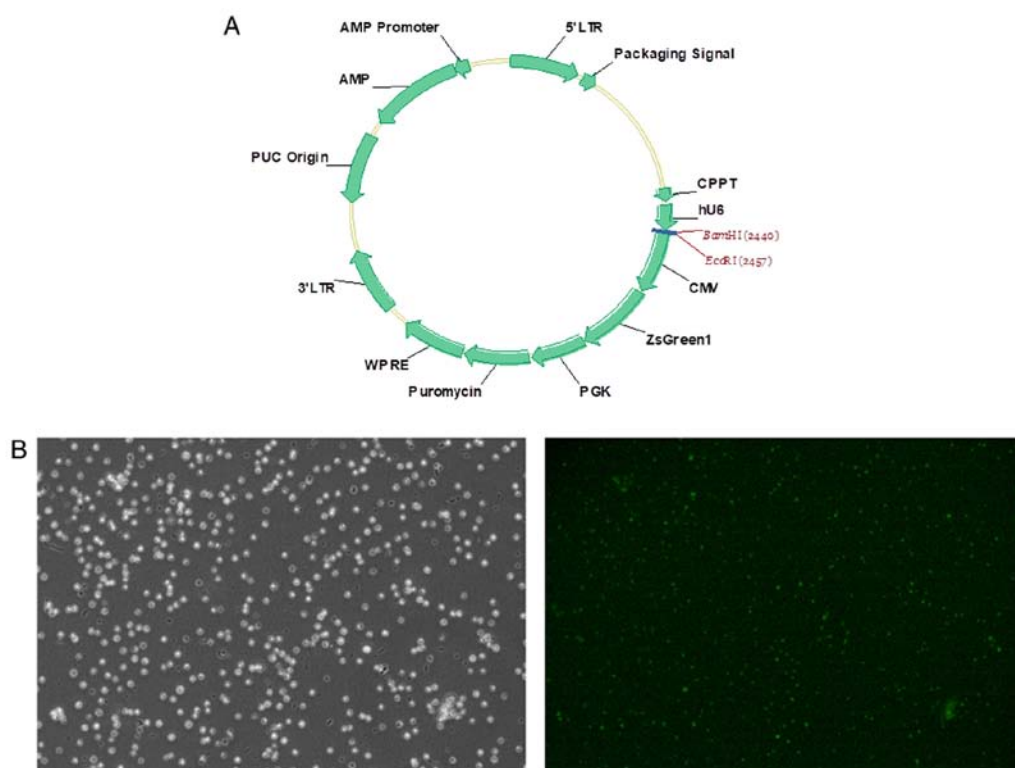 A
AMP Promoter
5'LTR
Packaging Signal
AMP
PUC Origin
CPPT
hU6
BamHI(2440)
EcoRI(2457)
CMV
3'LTR
ZsGreen1
WPRE
Puromycin
PGK
B